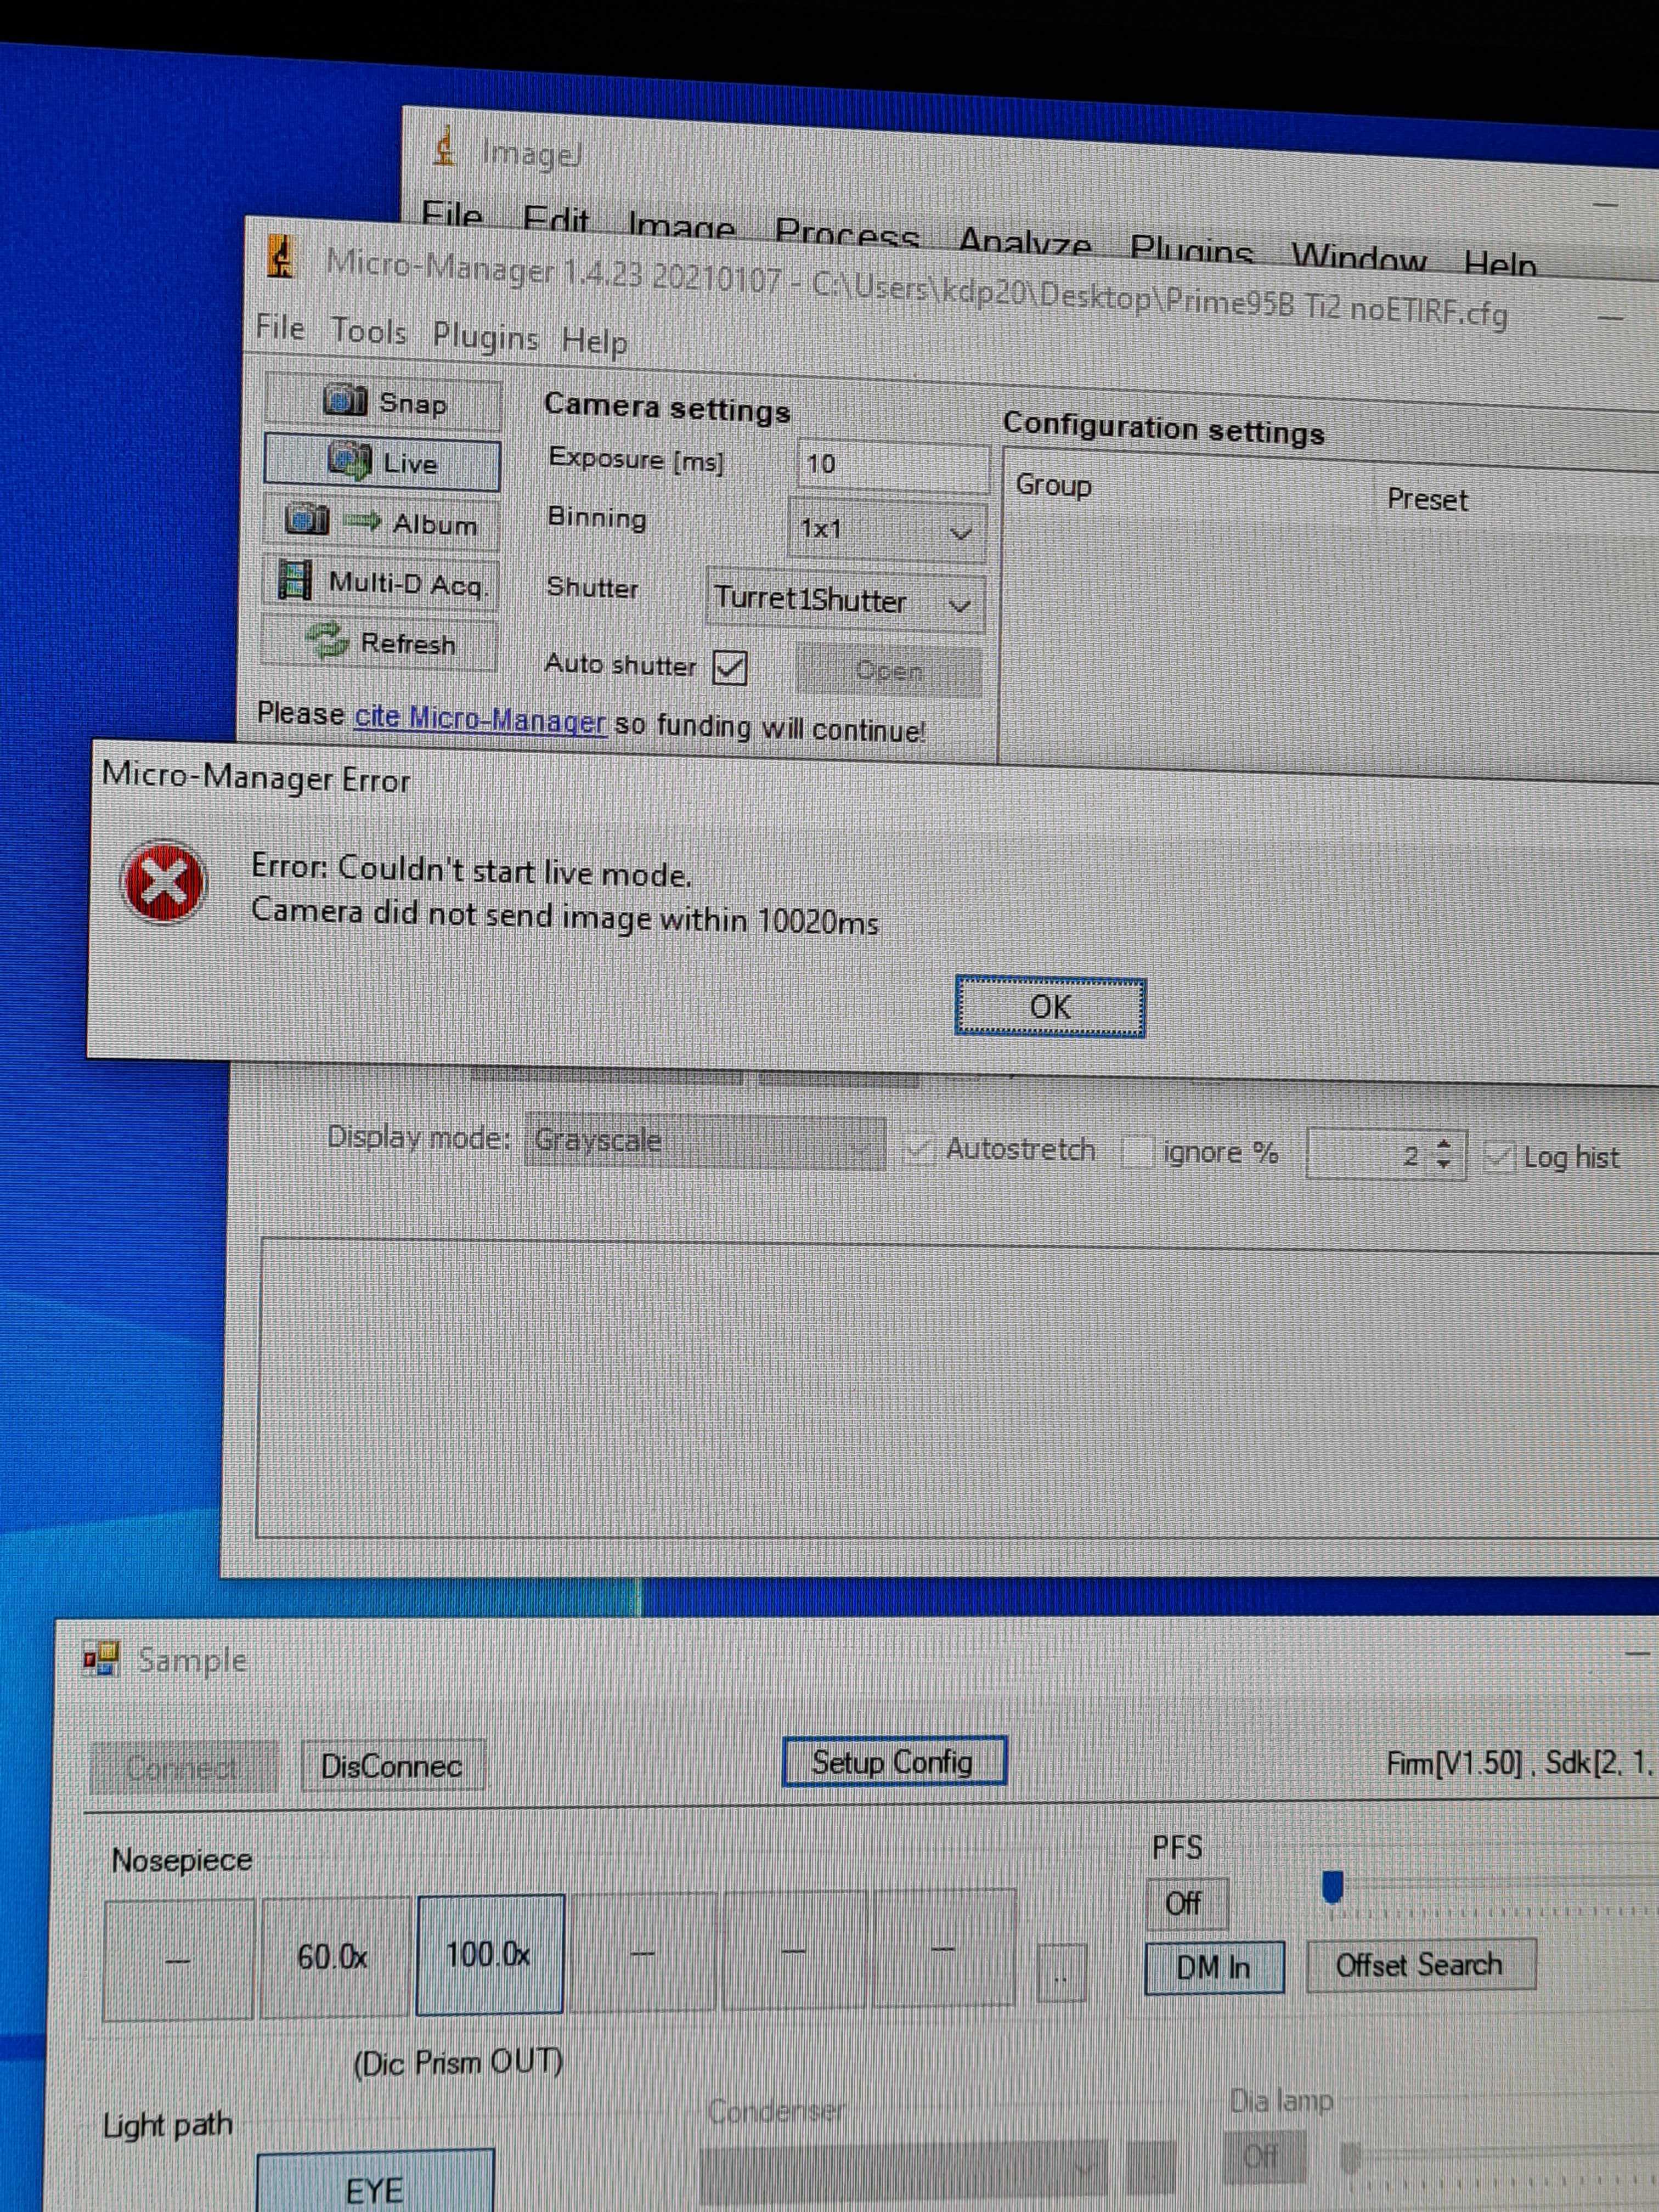 ImageJ
File Edit Image Process Analyze Plugins Window Help
Micro-Manager 1.4.23 20210107 - C:\Users\kdp20\Desktop\Prime95B Ti2 noETIRF.cfg
File Tools Plugins Help
Snap
Live
Album
Multi-D Acq.
Refresh
Camera settings
Exposure [ms] 10
Binning 1x1
Shutter Turret1Shutter
Auto shutter Open
Configuration settings
Group Preset
Please cite Micro-Manager so funding will continue!
Micro-Manager Error
Error: Couldn't start live mode.
Camera did not send image within 10020ms
OK
Display mode: Grayscale Autostretch ignore % 2 Log hist
Sample
Connect DisConnec Setup Config Firm[V1.50] , Sdk[2, 1,
Nosepiece
--- 60.0x 100.0x --- --- --- ..
(Dic Prism OUT)
PFS
Off
DM In Offset Search
Light path
EYE
Condenser
Dia lamp
Off